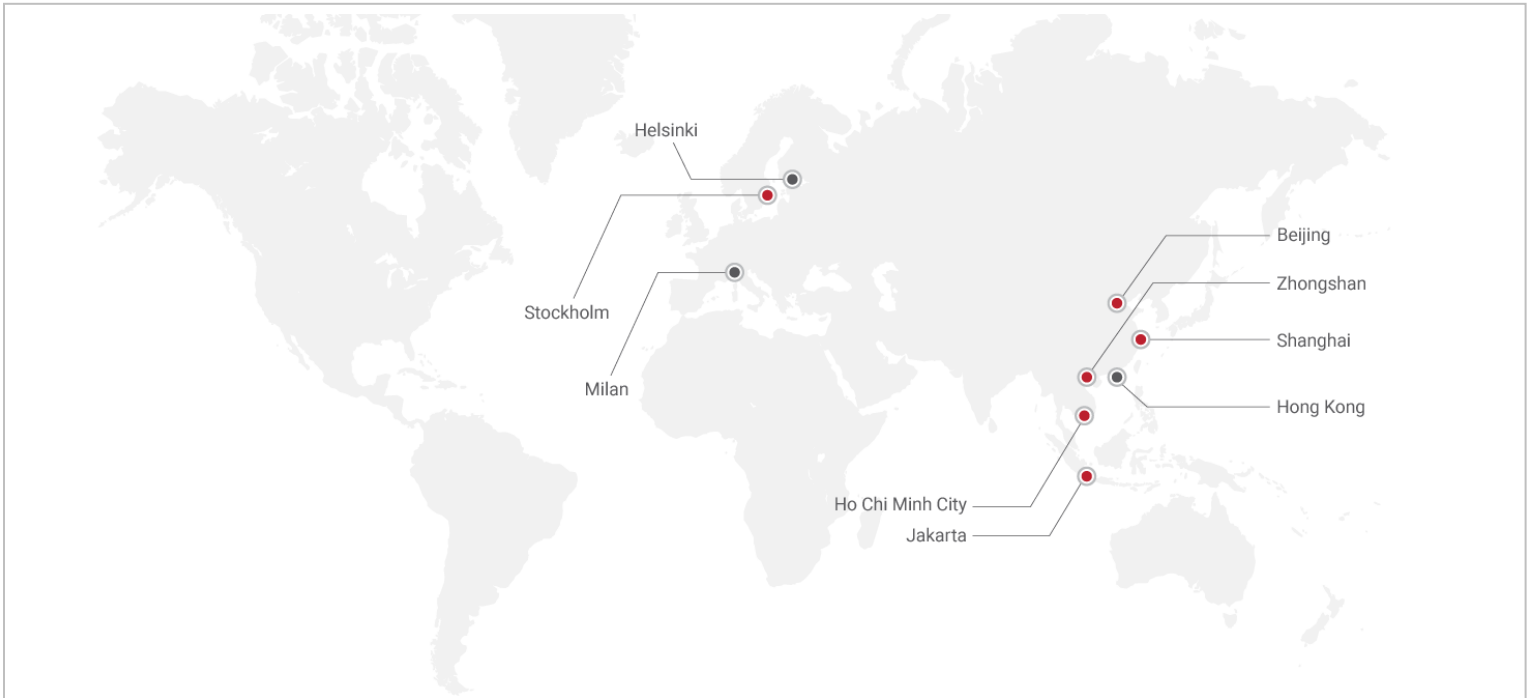 Helsinki
Beijing
Zhongshan
Stockholm
Shanghai
Milan
Hong Kong
Ho Chi Minh City
Jakarta